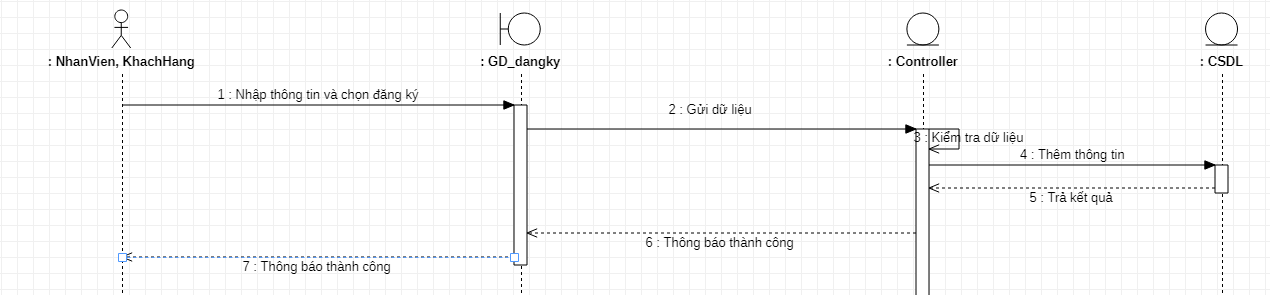 : NhanVien, KhachHang
: GD_dangky
: Controller
: CSDL
1 : Nhập thông tin và chọn đăng ký
2 : Gửi dữ liệu
3 : Kiểm tra dữ liệu
4 : Thêm thông tin
5 : Trả kết quả
6 : Thông báo thành công
7 : Thông báo thành công